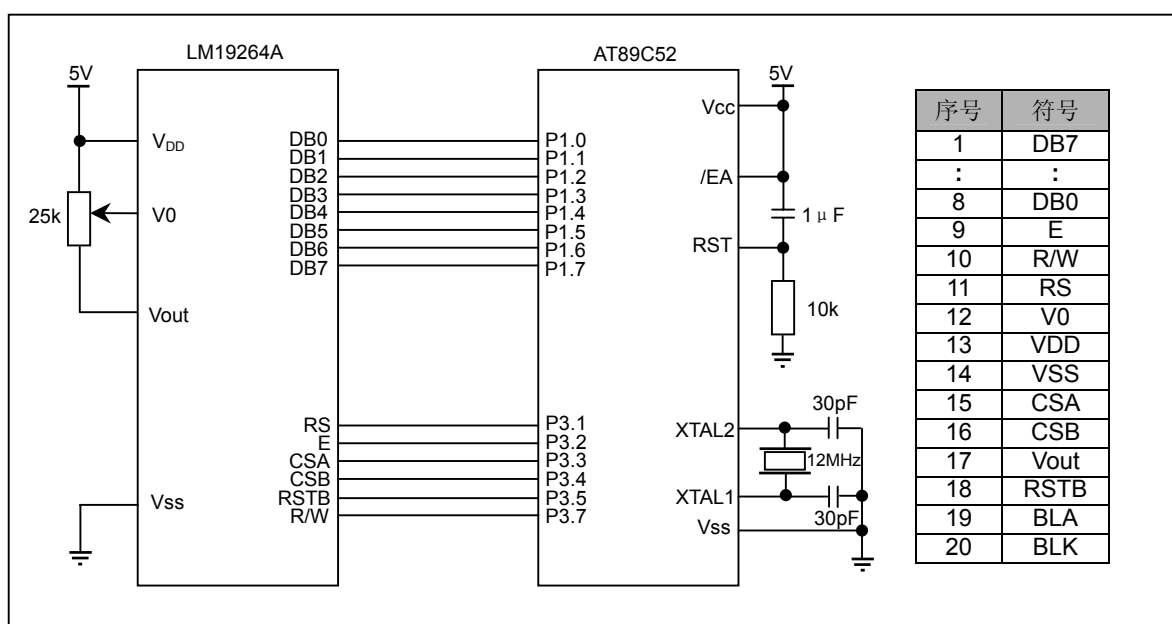 LM19264A
5V
VDD
25k
V0
Vout
Vss
DB0
DB1
DB2
DB3
DB4
DB5
DB6
DB7
RS
E
CSA
CSB
RSTB
R/W
AT89C52
P1.0
P1.1
P1.2
P1.3
P1.4
P1.5
P1.6
P1.7
P3.1
P3.2
P3.3
P3.4
P3.5
P3.7
5V
Vcc
/EA
1μF
RST
10k
30pF
XTAL2
12MHz
XTAL1
30pF
Vss
序号 符号
1 DB7
: :
8 DB0
9 E
10 R/W
11 RS
12 V0
13 VDD
14 VSS
15 CSA
16 CSB
17 Vout
18 RSTB
19 BLA
20 BLK